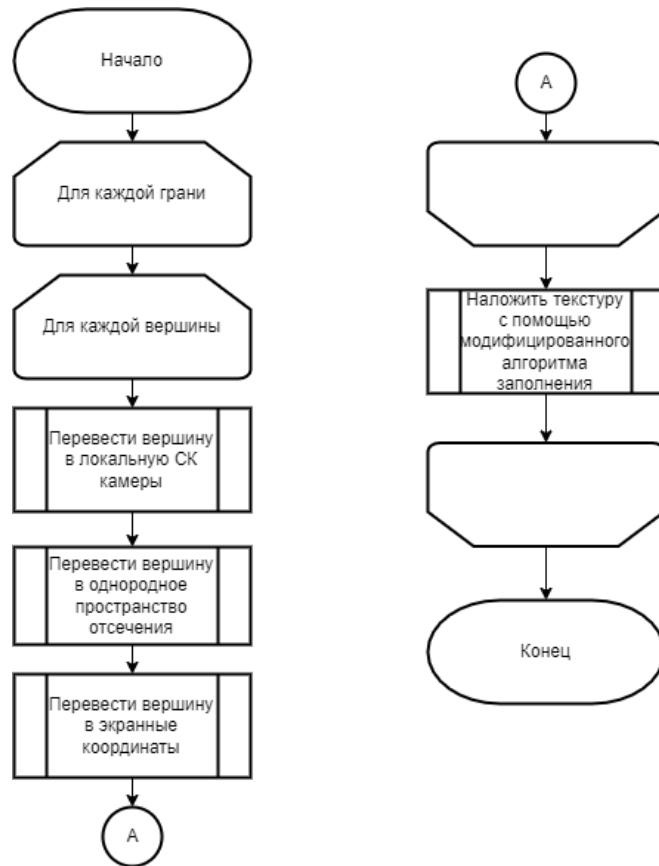 Начало
Для каждой грани
Для каждой вершины
Перевести вершину
в локальную СК
камеры
Перевести вершину
в однородное
пространство
отсечения
Перевести вершину
в экранные
координаты
А
А
Наложить текстуру
с помощью
модифицированного
алгоритма
заполнения
Конец